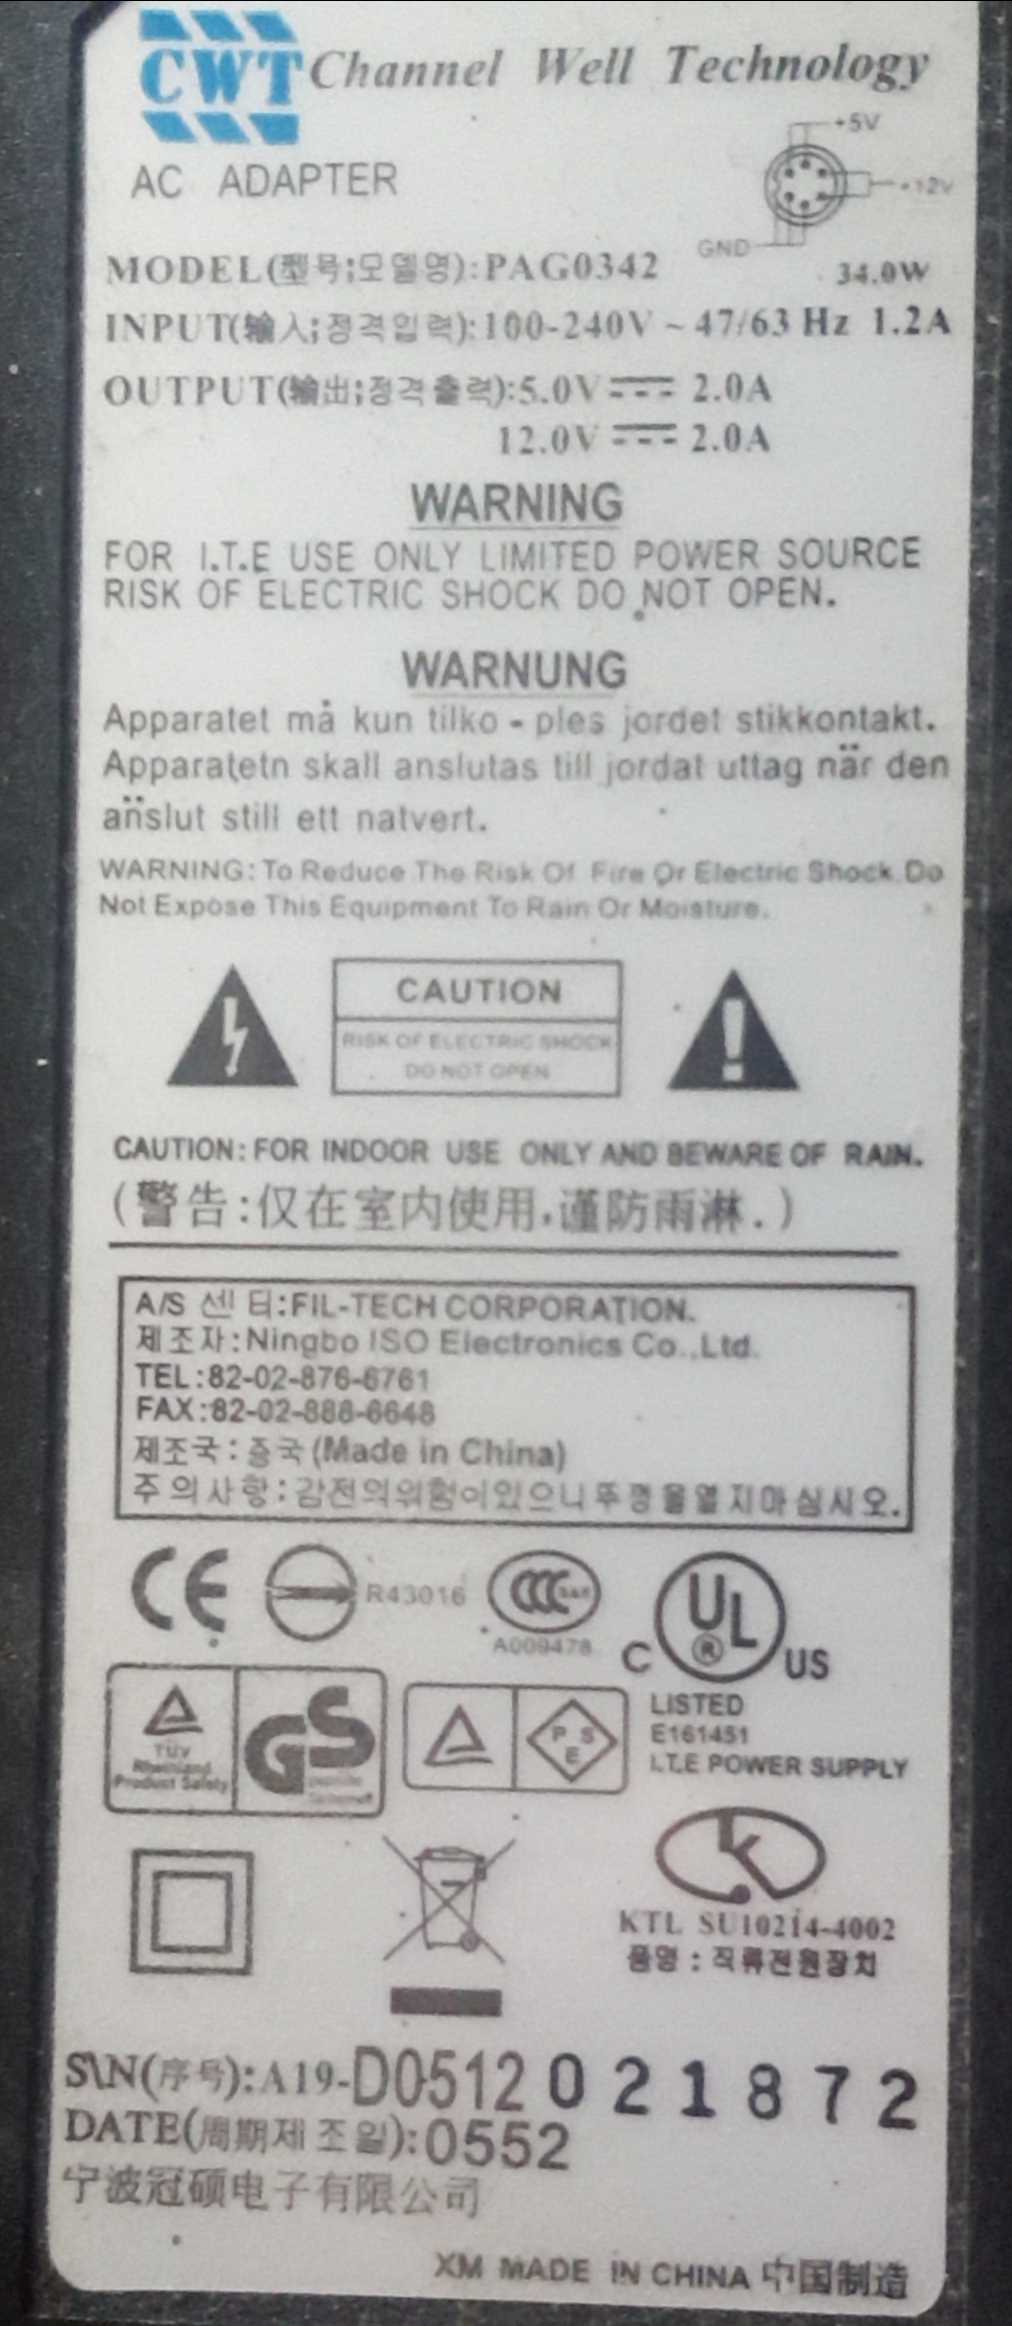 CWT Channel Well Technology
+5V
AC ADAPTER
+12V
GND
MODEL(型号;모델명):PAG0342 34.0W
INPUT(输入;정격입력):100-240V ~ 47/63 Hz 1.2A
OUTPUT(输出;정격출력):5.0V 2.0A
12.0V 2.0A
WARNING
FOR I.T.E USE ONLY LIMITED POWER SOURCE
RISK OF ELECTRIC SHOCK DO NOT OPEN.
WARNUNG
Apparatet må kun tilko - ples jordet stikkontakt.
Apparatetn skall anslutas till jordat uttag när den
än̈slut still ett natvert.
WARNING: To Reduce The Risk Of Fire Or Electric Shock Do
Not Expose This Equipment To Rain Or Moisture.
CAUTION
RISK OF ELECTRIC SHOCK
DO NOT OPEN
CAUTION: FOR INDOOR USE ONLY AND BEWARE OF RAIN.
(警告:仅在室内使用,谨防雨淋.)
A/S 센터:FIL-TECH CORPORATION.
제조자:Ningbo ISO Electronics Co.,Ltd.
TEL:82-02-876-6761
FAX:82-02-888-6648
제조국:중국(Made in China)
주의사항:감전의위험이있으니뚜껑을열지마십시오.
CE R43016 CCC S&E
A009478
C UL ® US
LISTED
E161451
I.T.E POWER SUPPLY
TÜV
Rheinland
Product Safety
GS
geprüfte
Sicherheit
P S
E
KTL SU10214-4002
품명:직류전원장치
S\N(序号):A19-D0512021872
DATE(周期제조일):0552
宁波冠硕电子有限公司
XM MADE IN CHINA 中国制造